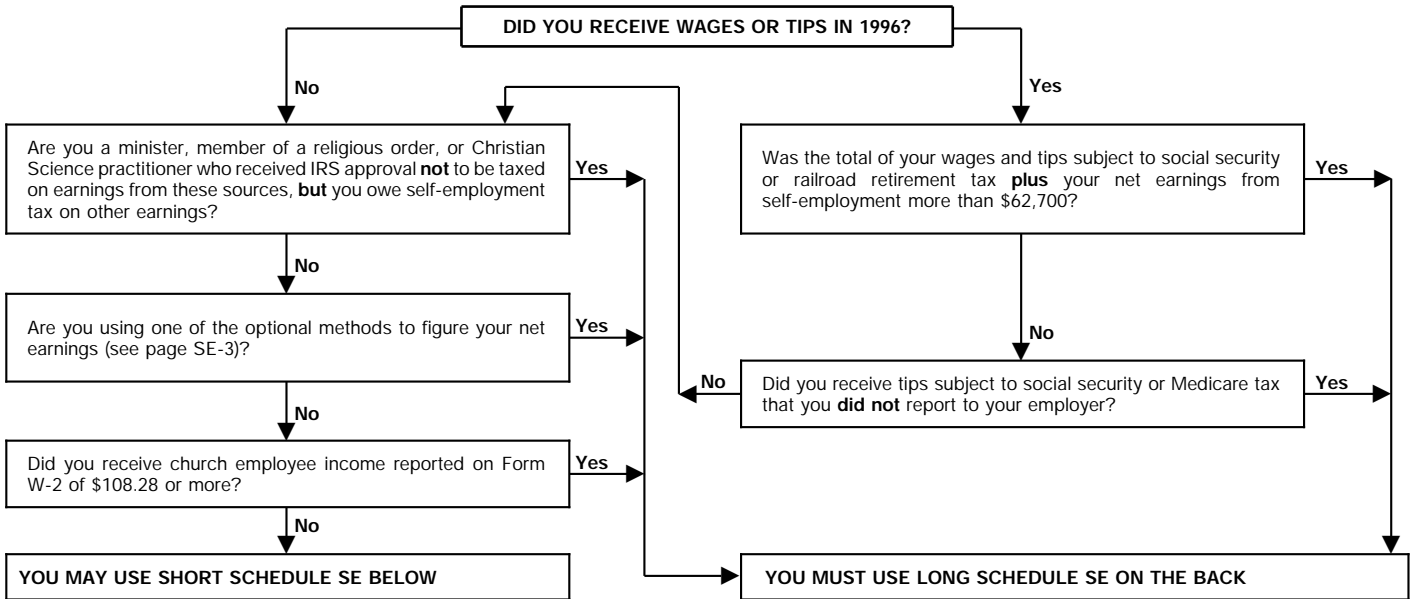 DID YOU RECEIVE WAGES OR TIPS IN 1996?
No
Yes
Are you a minister, member of a religious order, or Christian
Science practitioner who received IRS approval not to be taxed
on earnings from these sources, but you owe self-employment
tax on other earnings?
Yes
Was the total of your wages and tips subject to social security
or railroad retirement tax plus your net earnings from
self-employment more than $62,700?
Yes
No
Are you using one of the optional methods to figure your net
earnings (see page SE-3)?
Yes
No
No
Did you receive tips subject to social security or Medicare tax
that you did not report to your employer?
Yes
No
Did you receive church employee income reported on Form
W-2 of $108.28 or more?
Yes
No
YOU MAY USE SHORT SCHEDULE SE BELOW
YOU MUST USE LONG SCHEDULE SE ON THE BACK